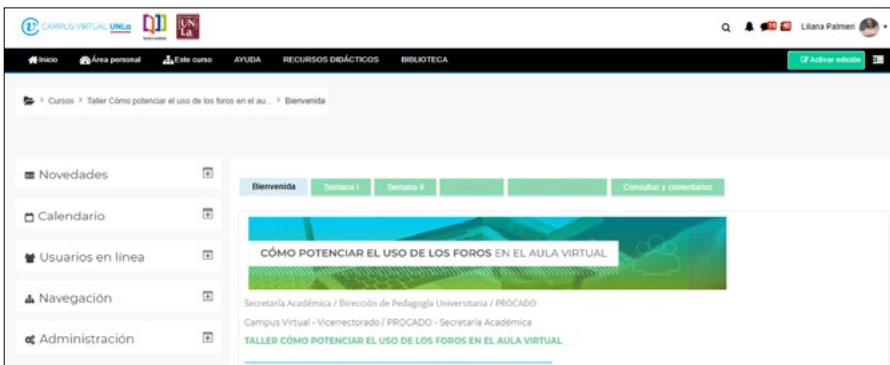 CAMPUS VIRTUAL UNLa
UN
La
Liliana Palmieri
Inicio Área personal Este curso AYUDA RECURSOS DIDÁCTICOS BIBLIOTECA Activar edición
Cursos > Taller Cómo potenciar el uso de los foros en el au... > Bienvenida
Novedades
Calendario
Usuarios en línea
Navegación
Administración
Bienvenida Semana I Semana II Consultas y comentarios
CÓMO POTENCIAR EL USO DE LOS FOROS EN EL AULA VIRTUAL
Secretaría Académica / Dirección de Pedagogía Universitaria / PROCADO
Campus Virtual - Vicerrectorado / PROCADO - Secretaría Académica
TALLER CÓMO POTENCIAR EL USO DE LOS FOROS EN EL AULA VIRTUAL